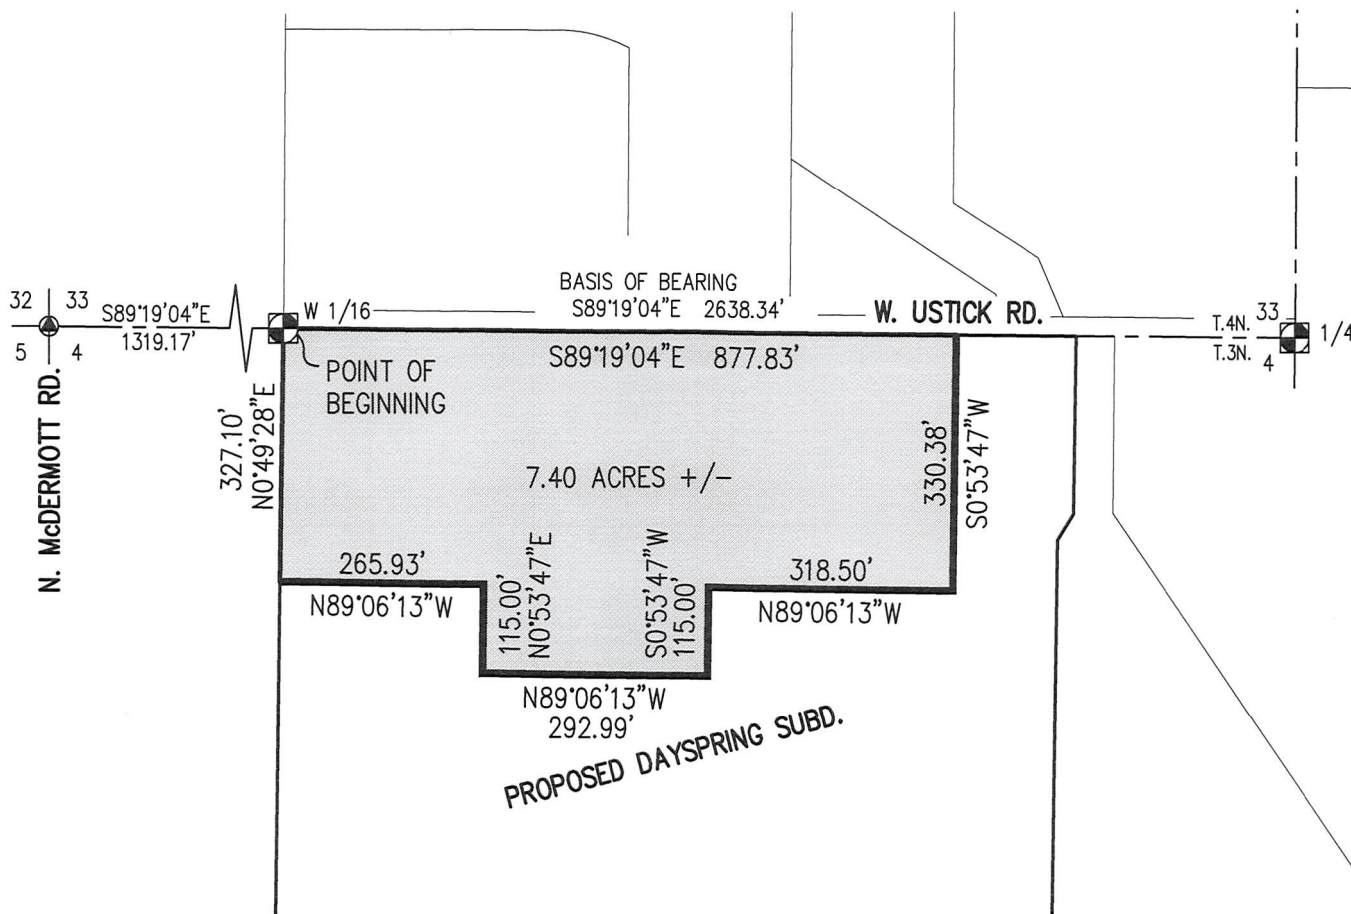 BASIS OF BEARING
S89°19'04"E 2638.34'
32 33
S89°19'04"E
1319.17'
5 4
W 1/16
W. USTICK RD.
T.4N. 33
T.3N. 4
1/4
S89°19'04"E 877.83'
POINT OF
BEGINNING
N. McDERMOTT RD.
327.10'
N0°49'28"E
330.38'
S0°53'47"W
7.40 ACRES +/-
265.93'
N89°06'13"W
115.00'
N0°53'47"E
S0°53'47"W
115.00'
318.50'
N89°06'13"W
N89°06'13"W
292.99'
PROPOSED DAYSPRING SUBD.